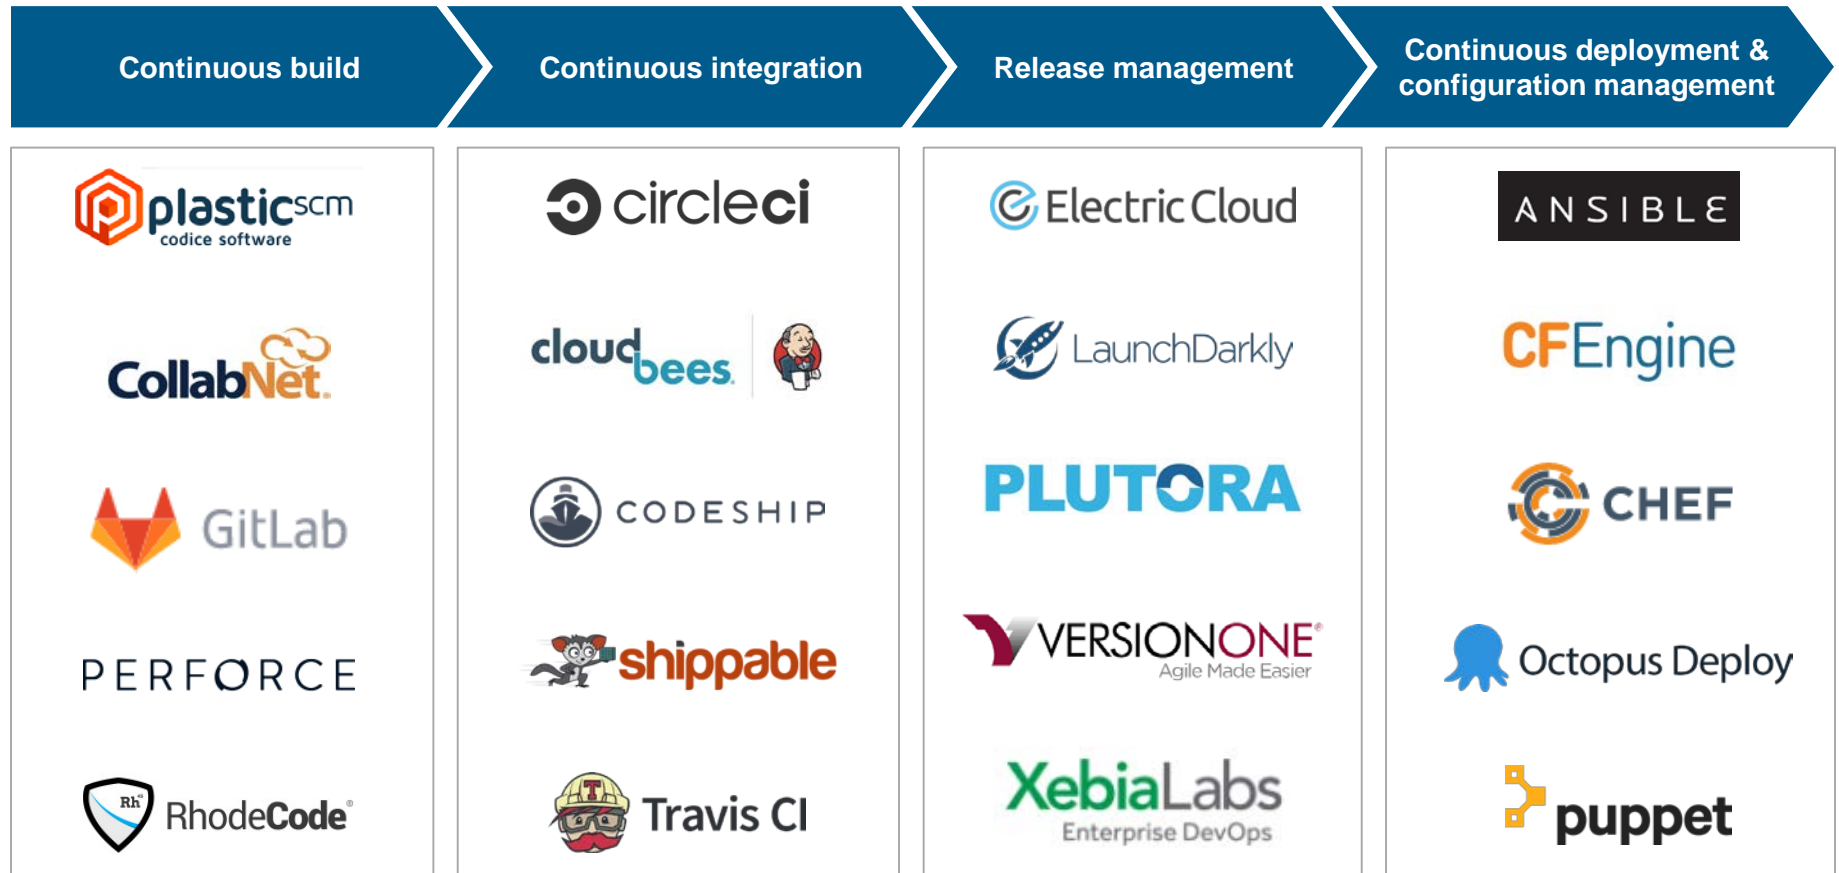 Continuous build
Continuous integration
Release management
Continuous deployment &
configuration management
plasticscm
codice software
CollabNet®
GitLab
PERFORCE
Rh
RhodeCode®
circleci
cloudbees®
CODESHIP
shippable
T
Travis CI
Electric Cloud
LaunchDarkly
PLUTORA
VERSIONONE®
Agile Made Easier
XebiaLabs
Enterprise DevOps
ANSIBLE
CFEngine
CHEF
Octopus Deploy
puppet